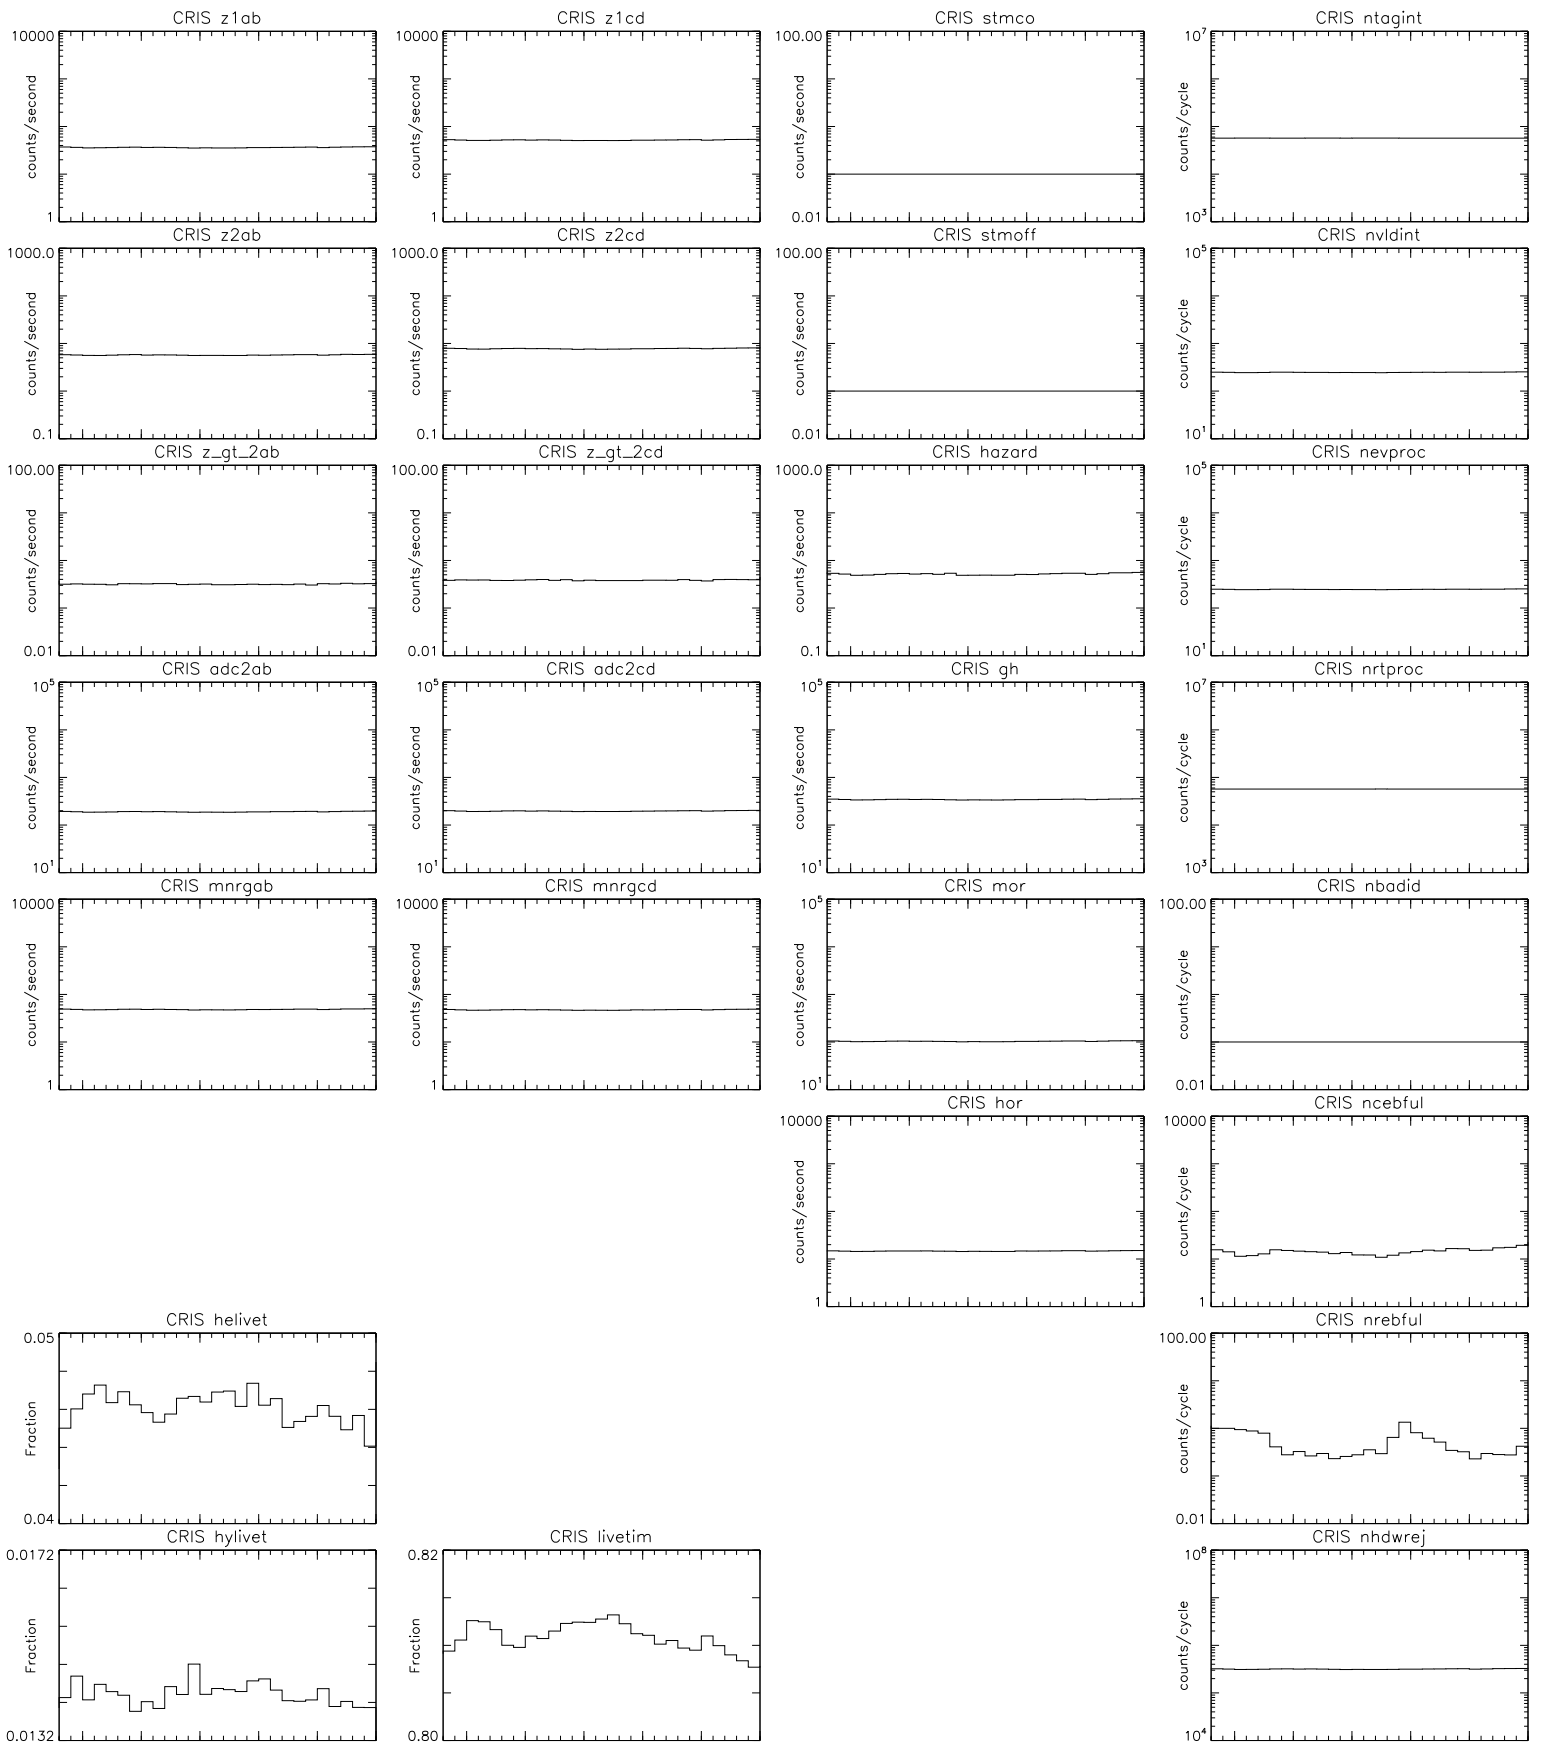 CRIS z1ab
CRIS z1cd
CRIS stmco
CRIS ntagint
10000
counts/second
1
10000
counts/second
1
100.00
counts/second
0.01
10⁷
counts/cycle
10³
CRIS z2ab
CRIS z2cd
CRIS stmoff
CRIS nvldint
1000.0
counts/second
0.1
1000.0
counts/second
0.1
100.00
counts/second
0.01
10⁵
counts/cycle
10¹
CRIS z_gt_2ab
CRIS z_gt_2cd
CRIS hazard
CRIS nevproc
100.00
counts/second
0.01
100.00
counts/second
0.01
1000.0
counts/second
0.1
10⁵
counts/cycle
10¹
CRIS adc2ab
CRIS adc2cd
CRIS gh
CRIS nrtproc
10⁵
counts/second
10¹
10⁵
counts/second
10¹
10⁵
counts/second
10¹
10⁷
counts/cycle
10³
CRIS mnrgab
CRIS mnrgcd
CRIS mor
CRIS nbadid
10000
counts/second
1
10000
counts/second
1
10⁵
counts/second
10¹
100.00
counts/cycle
0.01
CRIS hor
CRIS ncebful
10000
counts/second
1
10000
counts/cycle
1
CRIS helivet
CRIS nrebful
0.05
Fraction
0.04
100.00
counts/cycle
0.01
CRIS hylivet
CRIS livetim
CRIS nhdwrej
0.0172
Fraction
0.0132
0.82
Fraction
0.80
10⁸
counts/cycle
10⁴